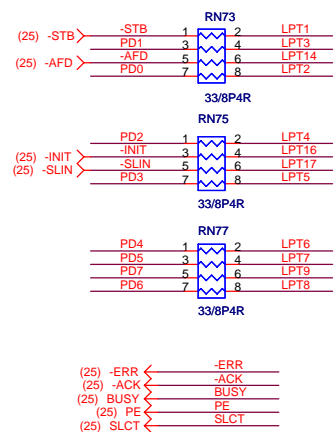 RN73
(25) -STB -STB 1 2 LPT1
PD1 3 4 LPT3
(25) -AFD -AFD 5 6 LPT14
PD0 7 8 LPT2
33/8P4R
RN75
PD2 1 2 LPT4
(25) -INIT -INIT 3 4 LPT16
(25) -SLIN -SLIN 5 6 LPT17
PD3 7 8 LPT5
33/8P4R
RN77
PD4 1 2 LPT6
PD5 3 4 LPT7
PD7 5 6 LPT9
PD6 7 8 LPT8
33/8P4R
(25) -ERR -ERR
(25) -ACK -ACK
(25) BUSY BUSY
(25) PE PE
(25) SLCT SLCT